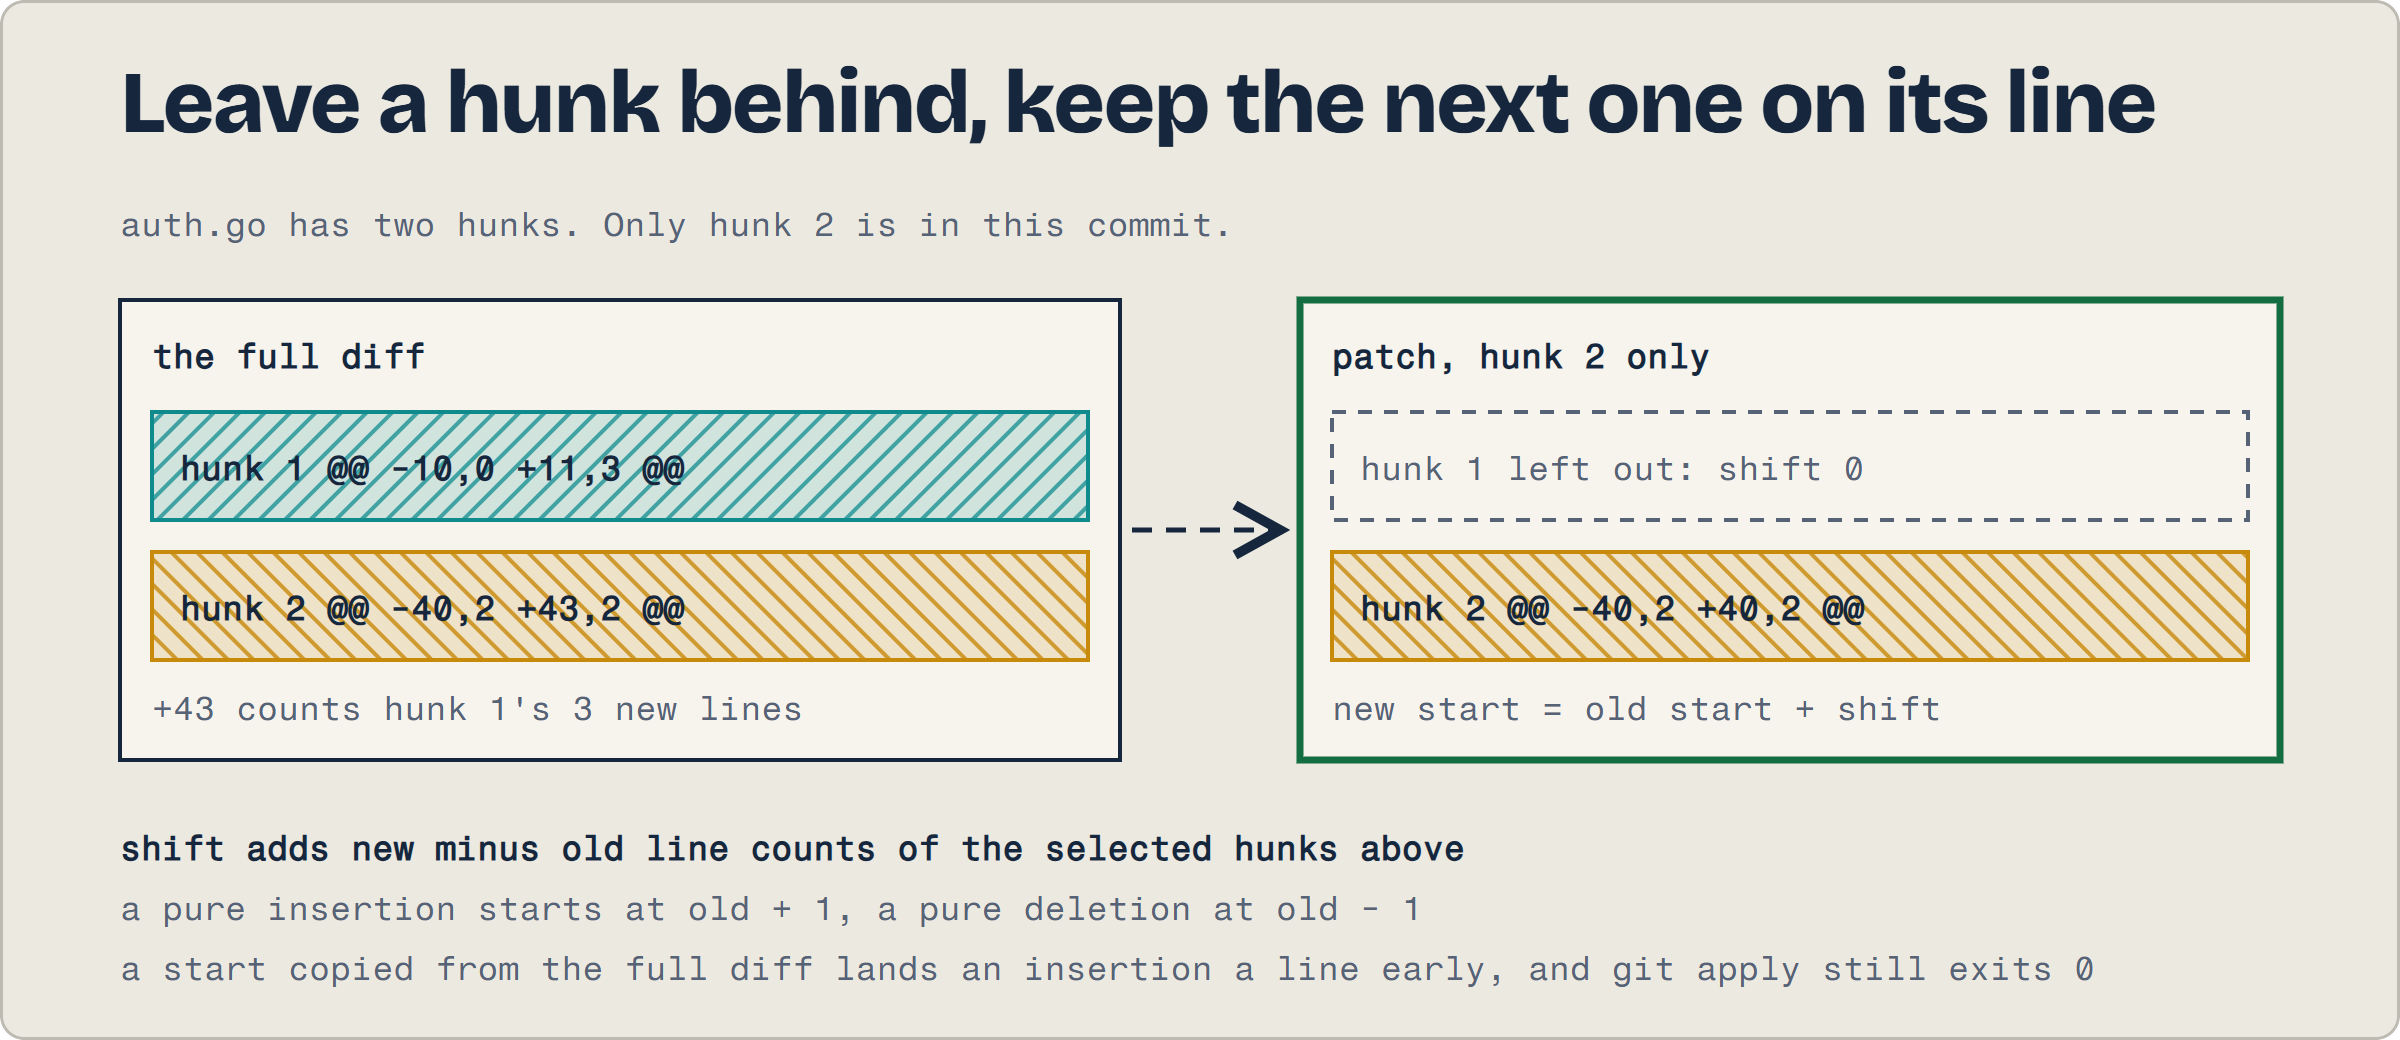 Leave a hunk behind, keep the next one on its line
auth.go has two hunks. Only hunk 2 is in this commit.
the full diff
hunk 1 @@ -10,0 +11,3 @@
hunk 2 @@ -40,2 +43,2 @@
+43 counts hunk 1's 3 new lines
patch, hunk 2 only
hunk 1 left out: shift 0
hunk 2 @@ -40,2 +40,2 @@
new start = old start + shift
shift adds new minus old line counts of the selected hunks above
a pure insertion starts at old + 1, a pure deletion at old - 1
a start copied from the full diff lands an insertion a line early, and git apply still exits 0